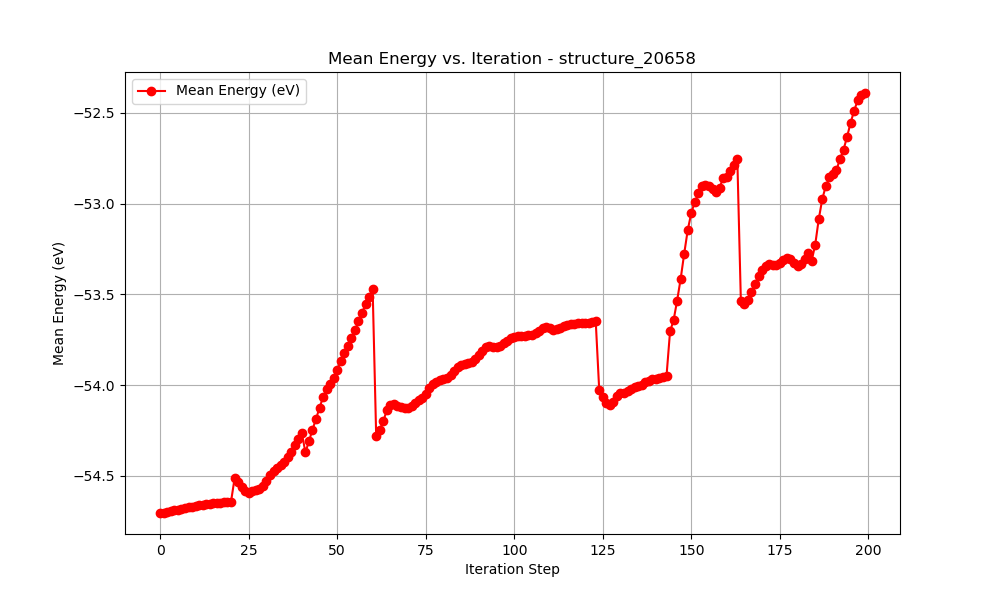 Mean Energy vs. Iteration - structure_20658
Mean Energy (eV)
Mean Energy (eV)
−52.5
−53.0
−53.5
−54.0
−54.5
0 25 50 75 100 125 150 175 200
Iteration Step